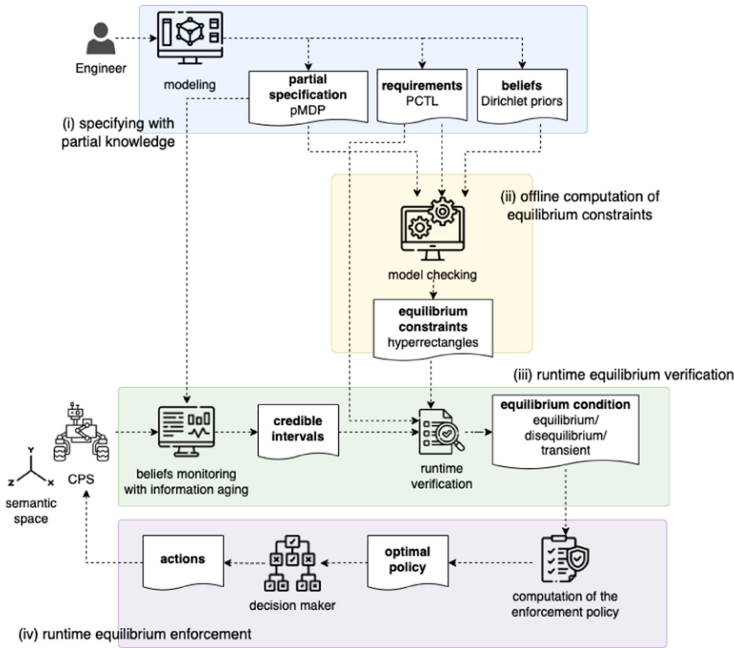 Engineer
modeling
partial
specification
pMDP
requirements
PCTL
beliefs
Dirichlet priors
(i) specifying with
partial knowledge
(ii) offline computation of
equilibrium constraints
model checking
equilibrium
constraints
hyperrectangles
(iii) runtime equilibrium verification
Y
Z
X
semantic
space
CPS
beliefs monitoring
with information aging
credible
intervals
runtime
verification
equilibrium condition
equilibrium/
disequilibrium/
transient
actions
decision maker
optimal
policy
computation of the
enforcement policy
(iv) runtime equilibrium enforcement